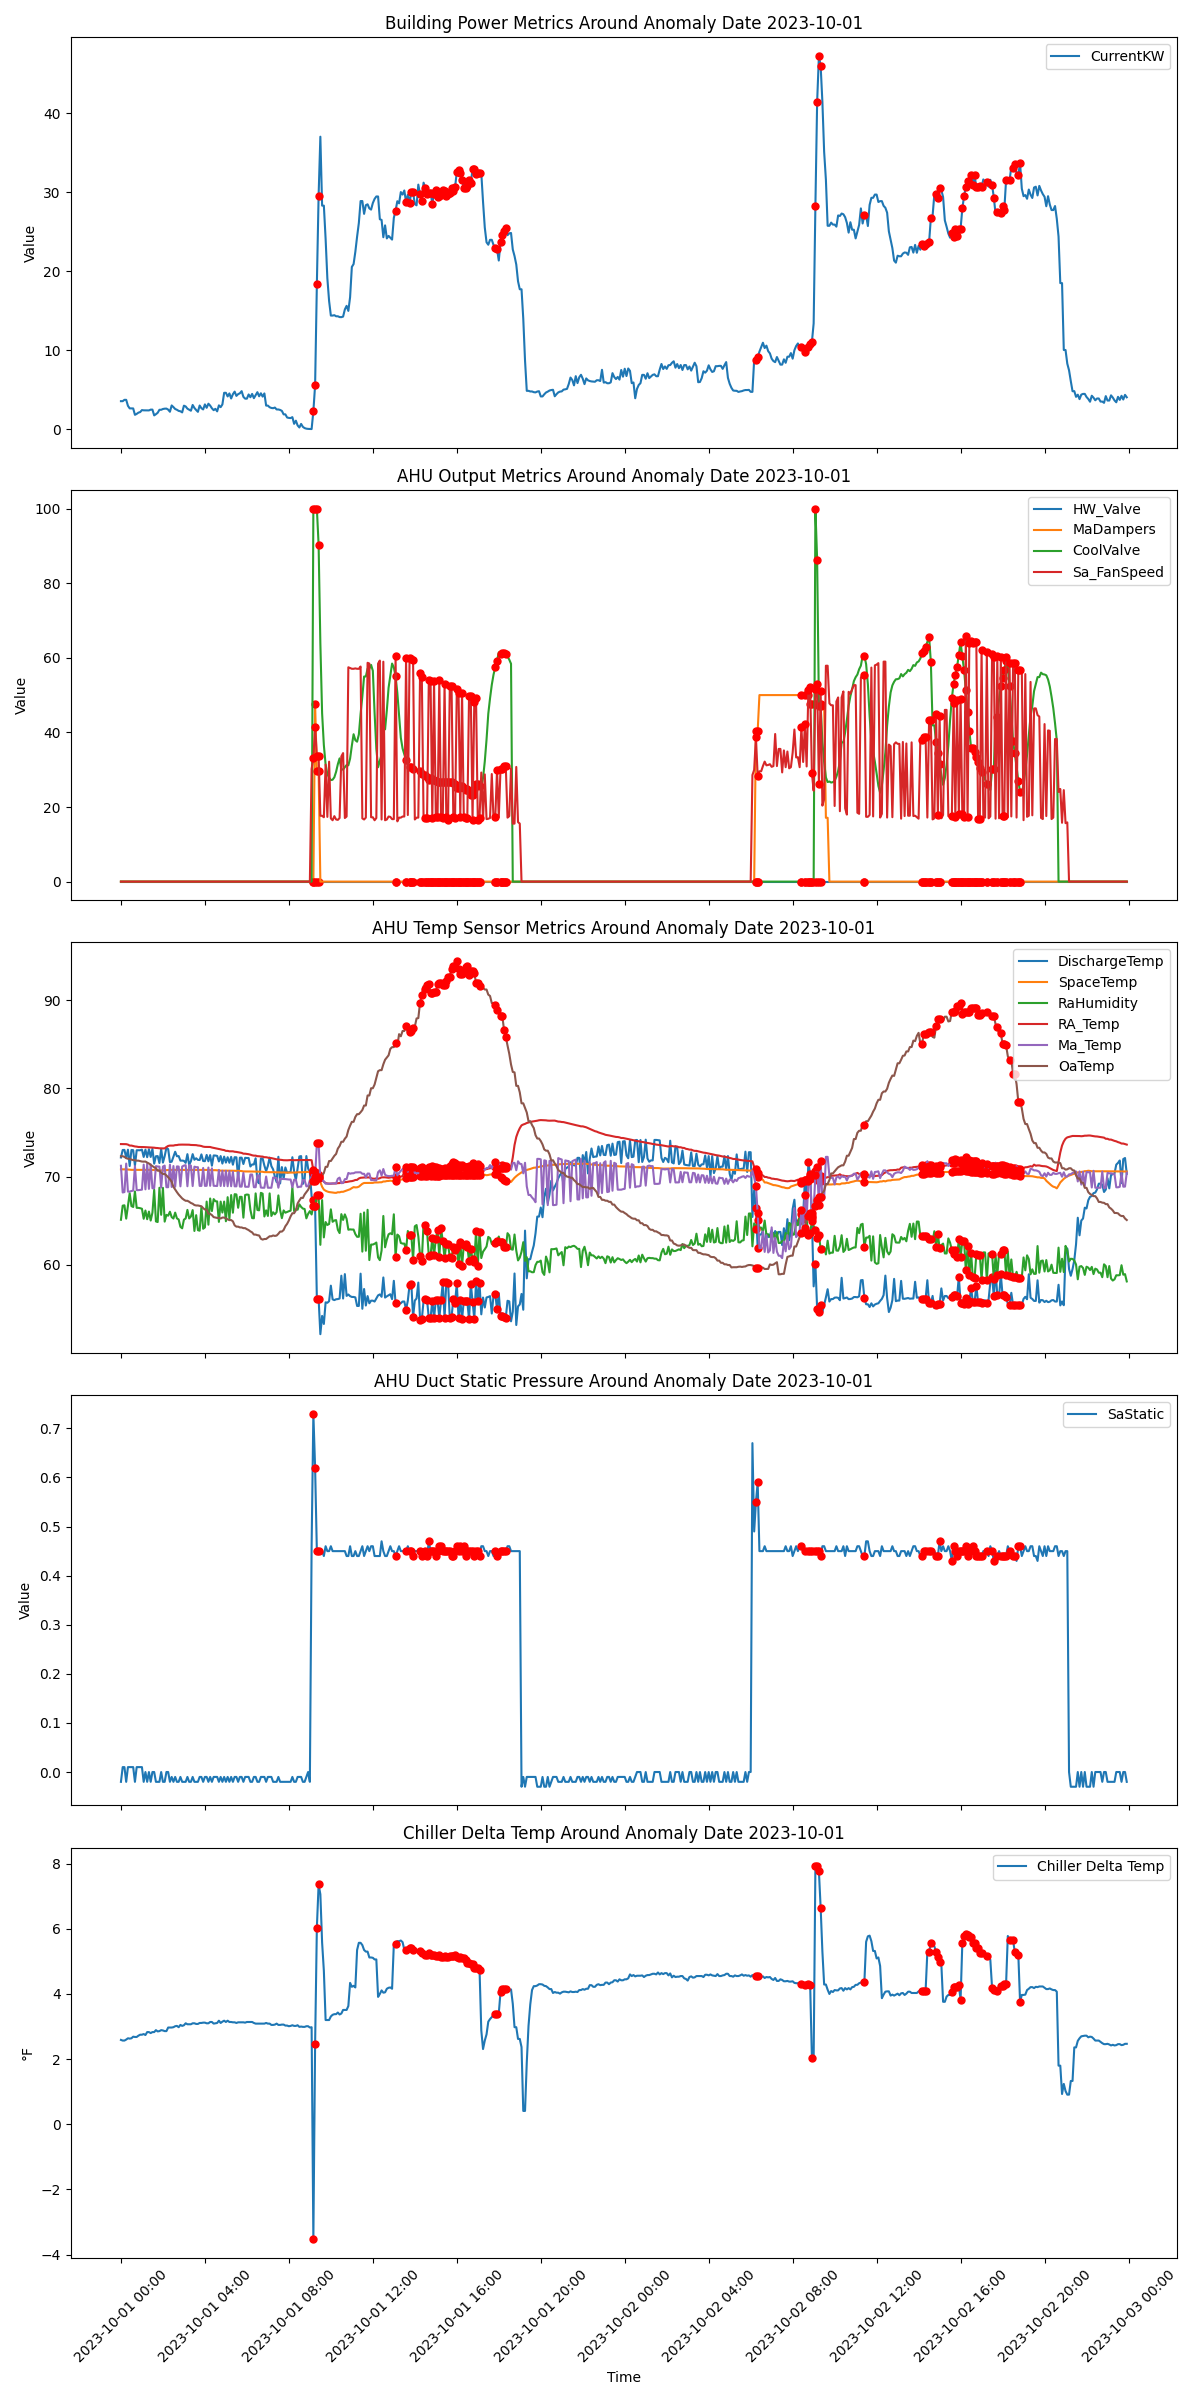 Building Power Metrics Around Anomaly Date 2023-10-01
CurrentKW
Value
40
30
20
10
0
AHU Output Metrics Around Anomaly Date 2023-10-01
HW_Valve
MaDampers
CoolValve
Sa_FanSpeed
Value
100
80
60
40
20
0
AHU Temp Sensor Metrics Around Anomaly Date 2023-10-01
DischargeTemp
SpaceTemp
RaHumidity
RA_Temp
Ma_Temp
OaTemp
Value
90
80
70
60
AHU Duct Static Pressure Around Anomaly Date 2023-10-01
SaStatic
Value
0.7
0.6
0.5
0.4
0.3
0.2
0.1
0.0
Chiller Delta Temp Around Anomaly Date 2023-10-01
Chiller Delta Temp
°F
8
6
4
2
0
−2
−4
2023-10-01 00:00
2023-10-01 04:00
2023-10-01 08:00
2023-10-01 12:00
2023-10-01 16:00
2023-10-01 20:00
2023-10-02 00:00
2023-10-02 04:00
2023-10-02 08:00
2023-10-02 12:00
2023-10-02 16:00
2023-10-02 20:00
2023-10-03 00:00
Time